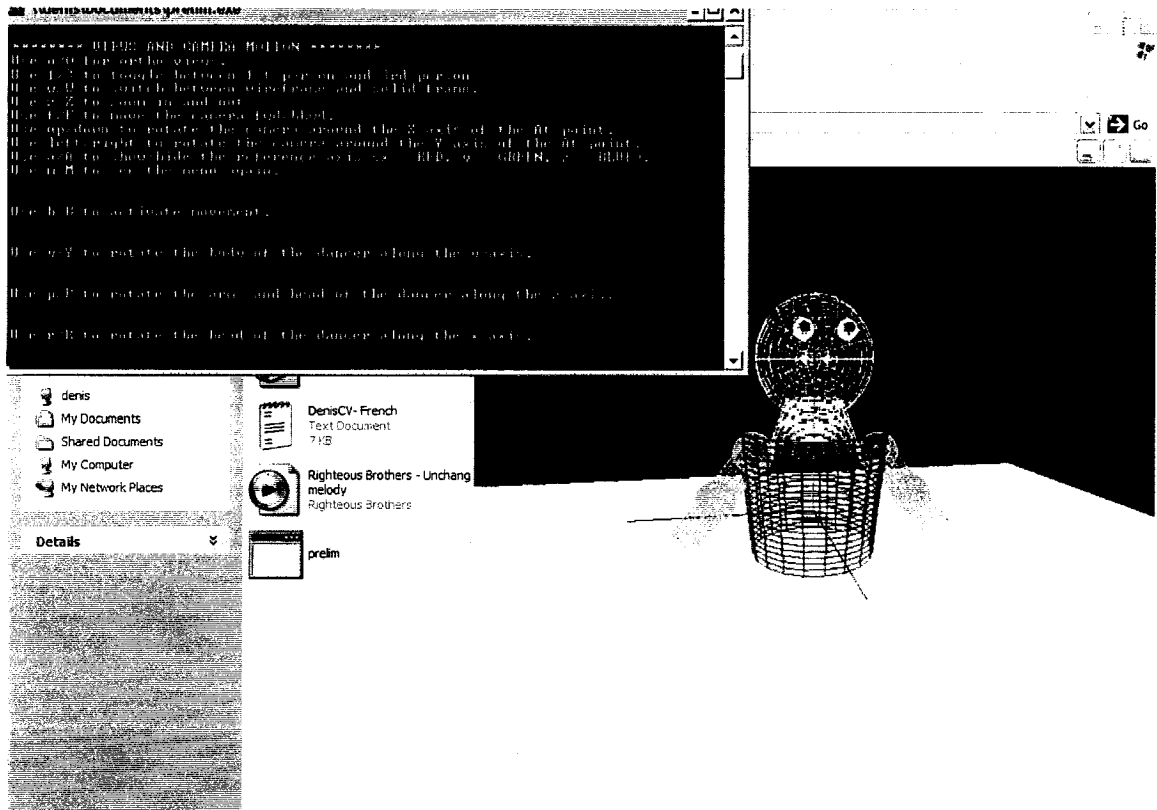 ******** VIEWS AND CAMERA MOTION ********
Use o/O for ortho views.
Use 1/3 to toggle between 1st person and 3rd person
Use w/W to switch between wireframe and solid frame.
Use z/Z to zoom in and out
Use f/F to move the camera fwd/bkwd.
Use up/down to rotate the camera around the X axis of the At point.
Use left/right to rotate the camera around the Y axis of the At point.
Use a/A to show/hide the reference axis (x RED, y GREEN, z BLUE).
Use m/M to see the menu again.
Use b/B to activate movement.
Use y/Y to rotate the body of the dancer along the y-axis.
Use p/P to rotate the arms and head of the dancer along the z axis.
Use r/R to rotate the head of the dancer along the x-axis.
Go
denis
My Documents
Shared Documents
My Computer
My Network Places
Details
DenisCV- French
Text Document
7 KB
Righteous Brothers - Unchang
melody
Righteous Brothers
prelim